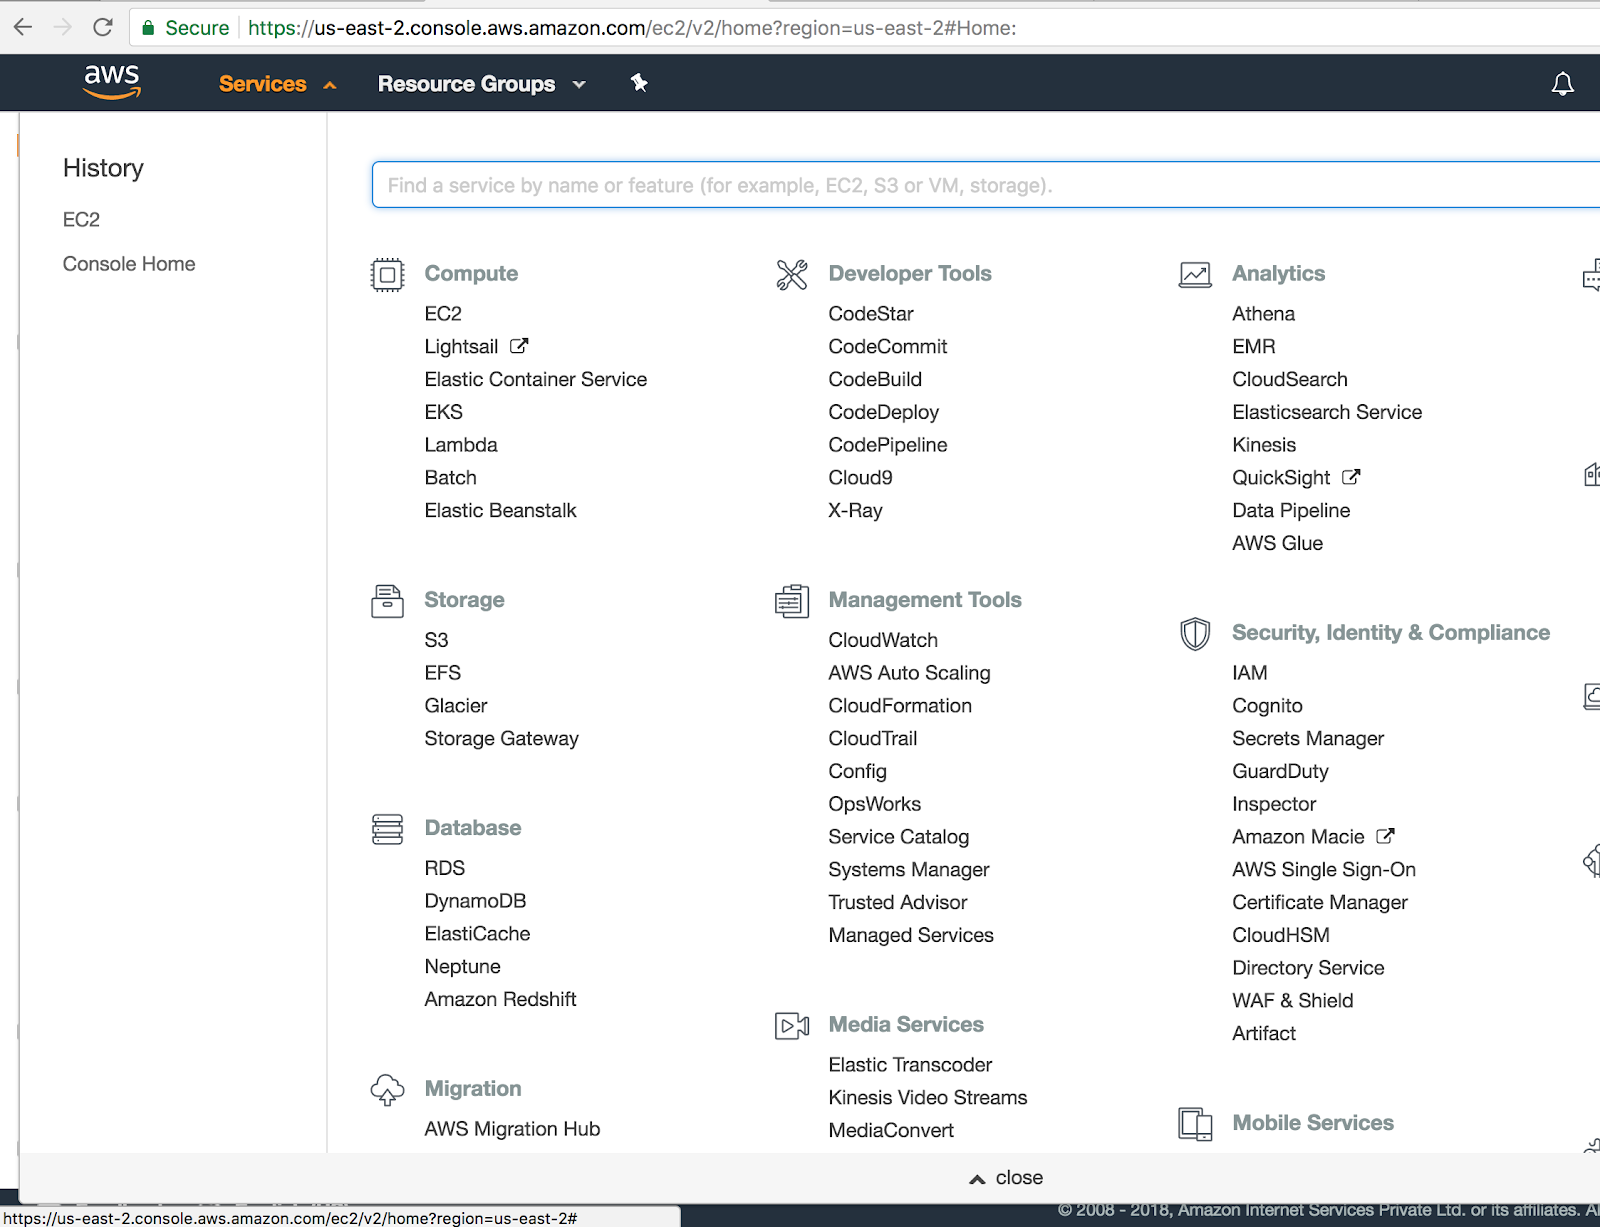 Secure
https://us-east-2.console.aws.amazon.com/ec2/v2/home?region=us-east-2#Home:
aws
Services
Resource Groups
History
EC2
Console Home
Find a service by name or feature (for example, EC2, S3 or VM, storage).
Compute
EC2
Lightsail
Elastic Container Service
EKS
Lambda
Batch
Elastic Beanstalk
Storage
S3
EFS
Glacier
Storage Gateway
Database
RDS
DynamoDB
ElastiCache
Neptune
Amazon Redshift
Migration
AWS Migration Hub
Developer Tools
CodeStar
CodeCommit
CodeBuild
CodeDeploy
CodePipeline
Cloud9
X-Ray
Management Tools
CloudWatch
AWS Auto Scaling
CloudFormation
CloudTrail
Config
OpsWorks
Service Catalog
Systems Manager
Trusted Advisor
Managed Services
Media Services
Elastic Transcoder
Kinesis Video Streams
MediaConvert
Analytics
Athena
EMR
CloudSearch
Elasticsearch Service
Kinesis
QuickSight
Data Pipeline
AWS Glue
Security, Identity & Compliance
IAM
Cognito
Secrets Manager
GuardDuty
Inspector
Amazon Macie
AWS Single Sign-On
Certificate Manager
CloudHSM
Directory Service
WAF & Shield
Artifact
Mobile Services
close
https://us-east-2.console.aws.amazon.com/ec2/v2/home?region=us-east-2#
© 2008 - 2018, Amazon Internet Services Private Ltd. or its affiliates.